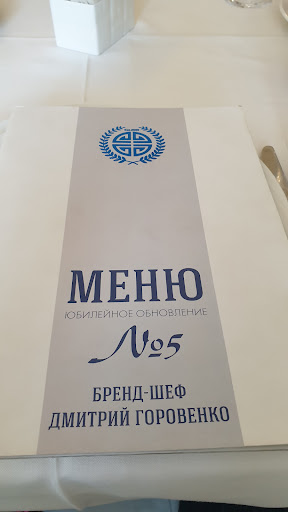 МЕНЮ
ЮБИЛЕЙНОЕ ОБНОВЛЕНИЕ
№5
БРЕНД-ШЕФ
ДМИТРИЙ ГОРОВЕНКО